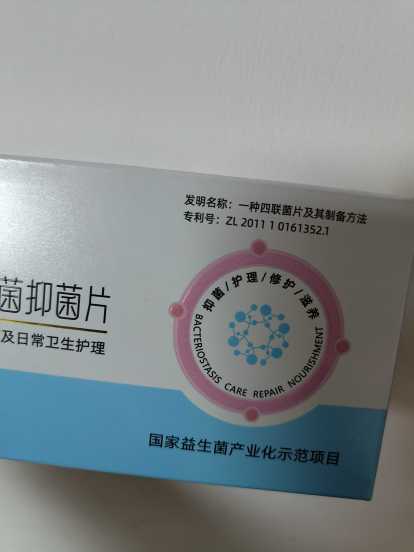 发明名称：一种四联菌片及其制备方法
专利号：ZL 2011 1 0161352.1
菌抑菌片
及日常卫生护理
抑菌/护理/修护/滋养
BACTERIOSTASIS CARE REPAIR NOURISHMENT
国家益生菌产业化示范项目